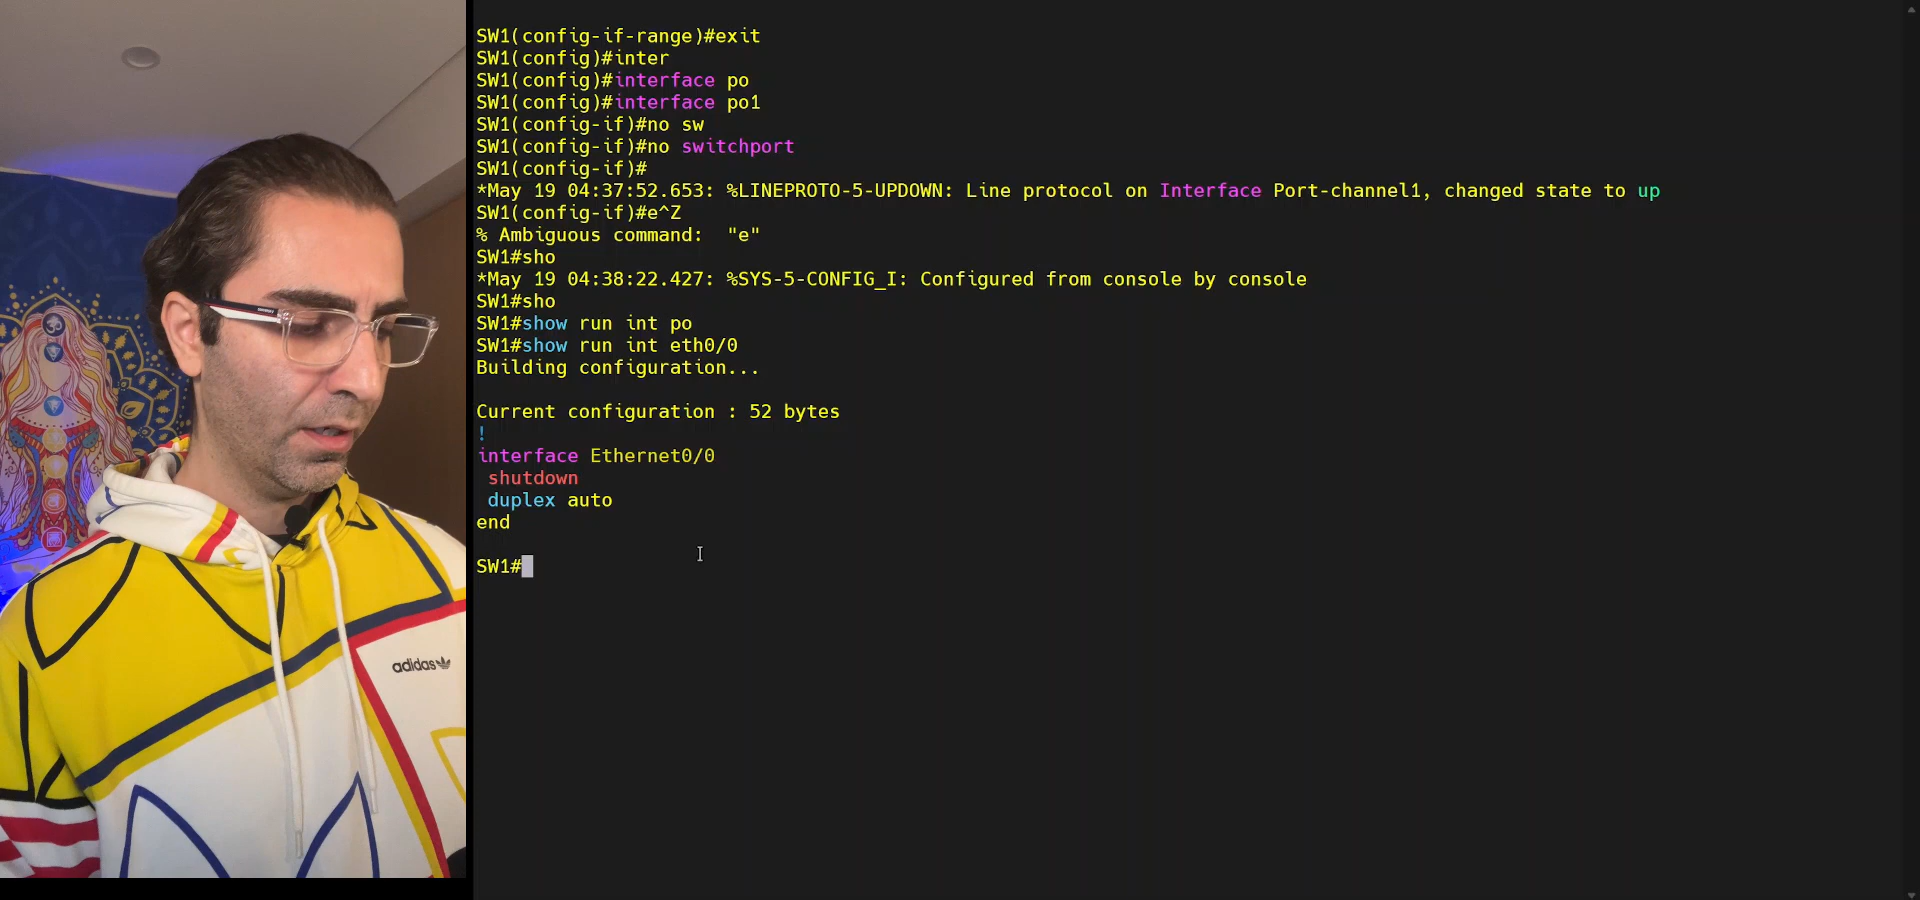 SW1(config-if-range)#exit
SW1(config)#inter
SW1(config)#interface po
SW1(config)#interface po1
SW1(config-if)#no sw
SW1(config-if)#no switchport
SW1(config-if)#
*May 19 04:37:52.653: %LINEPROTO-5-UPDOWN: Line protocol on Interface Port-channel1, changed state to up
SW1(config-if)#e^Z
% Ambiguous command:  "e"
SW1#sho
*May 19 04:38:22.427: %SYS-5-CONFIG_I: Configured from console by console
SW1#sho
SW1#show run int po
SW1#show run int eth0/0
Building configuration...
Current configuration : 52 bytes
!
interface Ethernet0/0
 shutdown
 duplex auto
end
SW1#
adidas